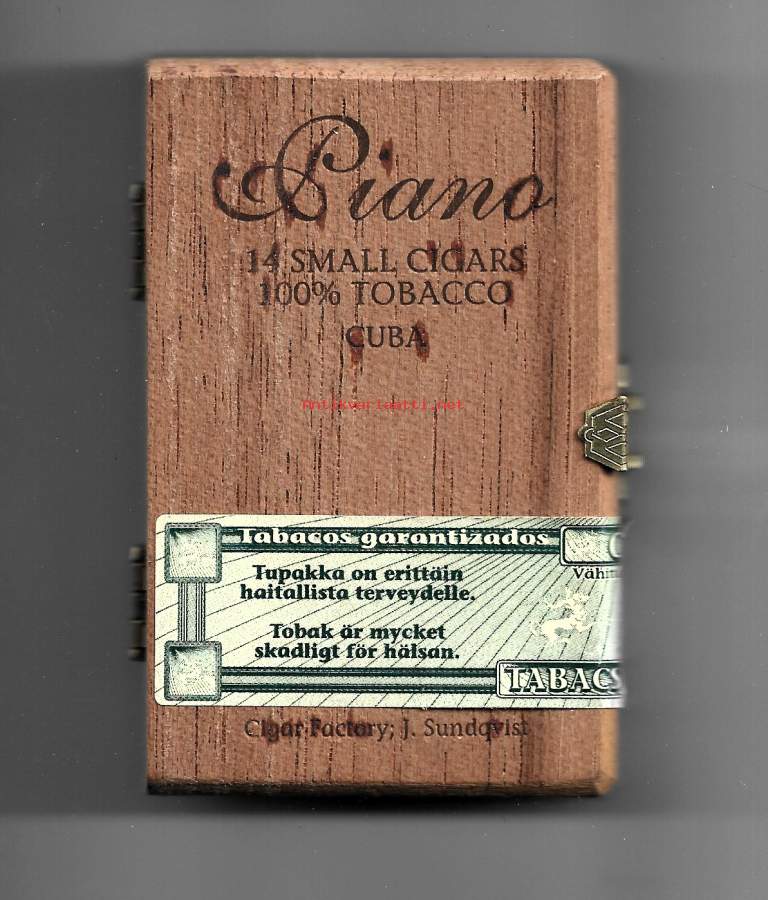 Piano
14 SMALL CIGARS
100% TOBACCO
CUBA
Antikvariaatti.net
Tabacos garantizados
Tupakka on erittäin
haitallista terveydelle.
Tobak är mycket
skadligt för hälsan.
TABACS
Cigar Factory; J. Sundqvist